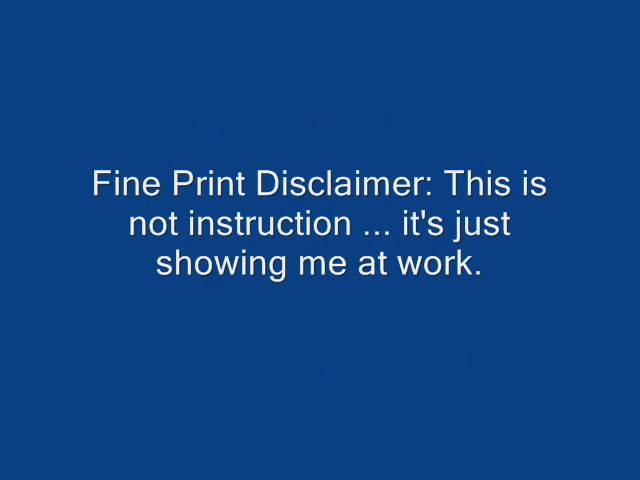 Fine Print Disclaimer: This is
not instruction ... it's just
showing me at work.